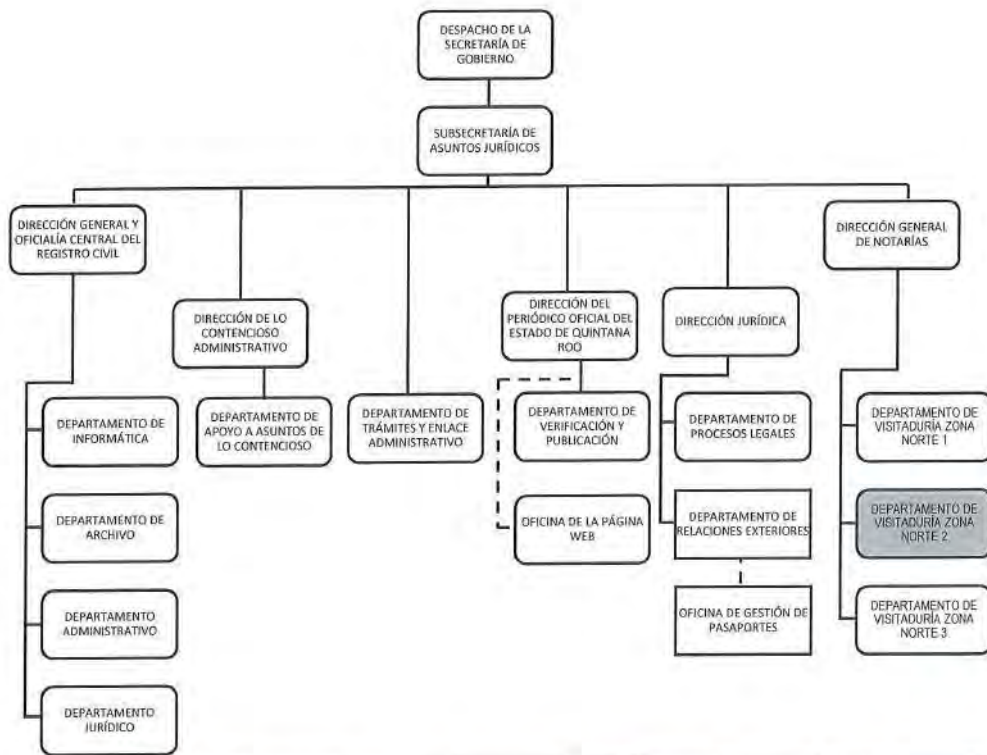 DESPACHO DE LA
SECRETARÍA DE
GOBIERNO
SUBSECRETARÍA DE
ASUNTOS JURÍDICOS
DIRECCIÓN GENERAL Y
OFICIALÍA CENTRAL DEL
REGISTRO CIVIL
DIRECCIÓN GENERAL
DE NOTARÍAS
DIRECCIÓN DE LO
CONTENCIOSO
ADMINISTRATIVO
DIRECCIÓN DEL
PERIÓDICO OFICIAL DEL
ESTADO DE QUINTANA
ROO
DIRECCIÓN JURÍDICA
DEPARTAMENTO DE
INFORMÁTICA
DEPARTAMENTO DE
APOYO A ASUNTOS DE
LO CONTENCIOSO
DEPARTAMENTO DE
TRÁMITES Y ENLACE
ADMINISTRATIVO
DEPARTAMENTO DE
VERIFICACIÓN Y
PUBLICACIÓN
DEPARTAMENTO DE
PROCESOS LEGALES
DEPARTAMENTO DE
VISITADURÍA ZONA
NORTE 1
DEPARTAMENTO DE
ARCHIVO
OFICINA DE LA PÁGINA
WEB
DEPARTAMENTO DE
RELACIONES EXTERIORES
DEPARTAMENTO DE
VISITADURÍA ZONA
NORTE 2
DEPARTAMENTO
ADMINISTRATIVO
OFICINA DE GESTIÓN DE
PASAPORTES
DEPARTAMENTO DE
VISITADURÍA ZONA
NORTE 3
DEPARTAMENTO
JURÍDICO